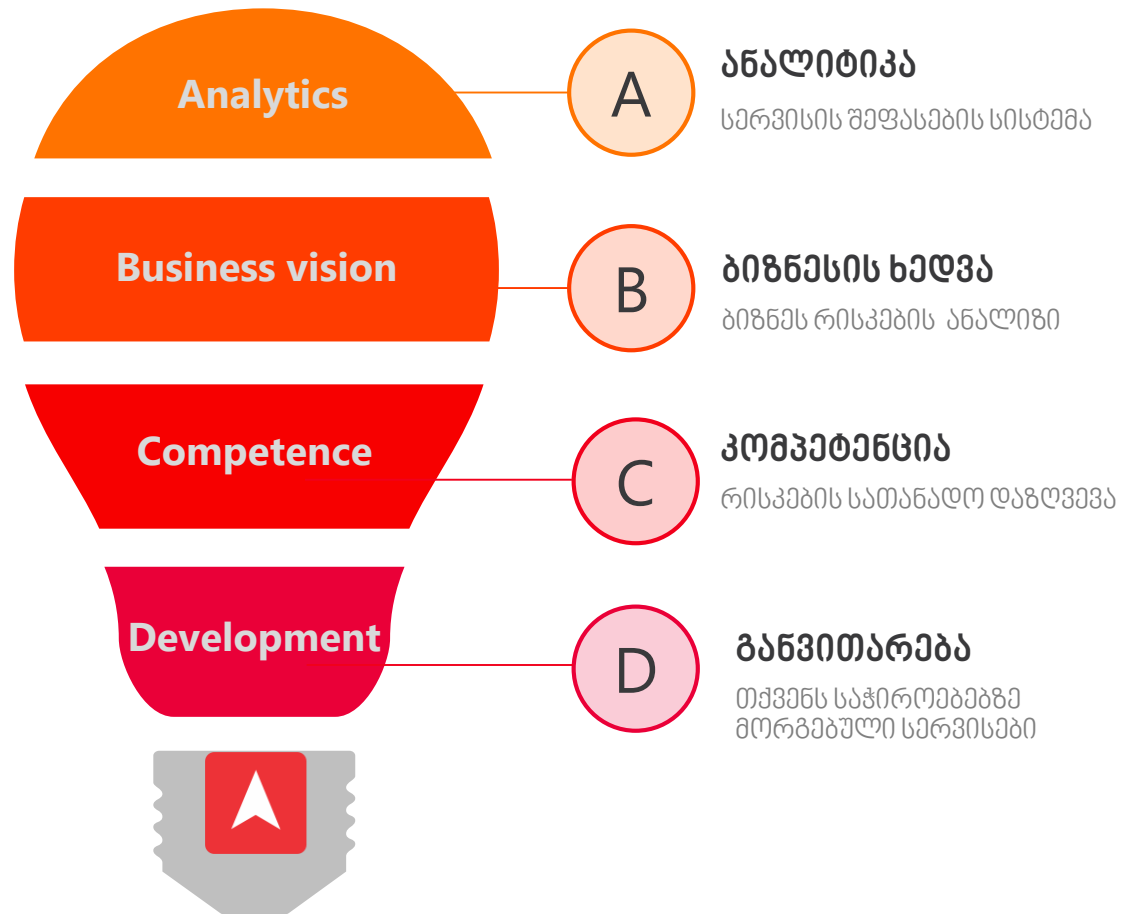 Analytics
A
ანალიტიკა
სერვისის შეფასების სისტემა
Business vision
B
ბიზნესის ხედვა
ბიზნეს რისკების ანალიზი
Competence
C
კომპეტენცია
რისკების სათანადო დაზღვევა
Development
D
განვითარება
თქვენს საჭიროებებზე
მორგებული სერვისები